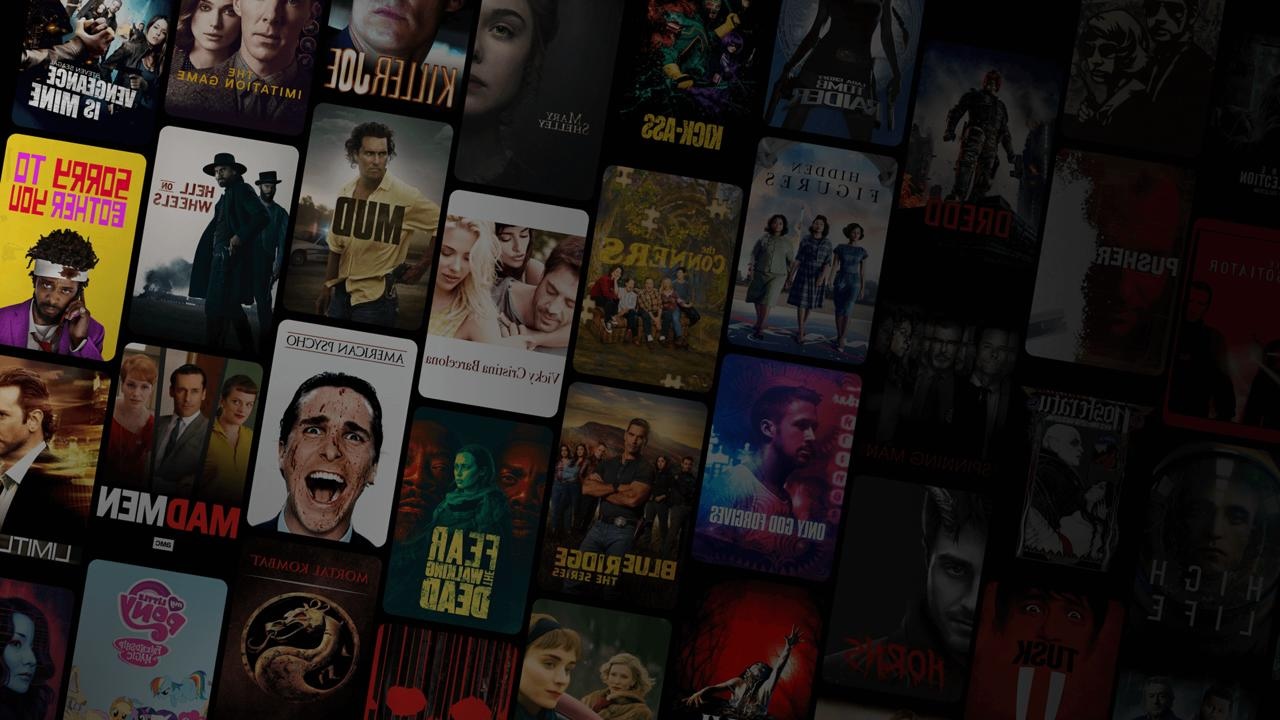 STEVEN SEAGAL
VENGEANCE
IS MINE
THE
IMITATION GAME
KILLER JOE
MARY
SHELLEY
KICK-ASS
TOMB
RAIDER
SORRY TO
BOTHER YOU
HELL
ON
WHEELS
MUD
Vicky Cristina Barcelona
the
CONNERS
HIDDEN
FIGURES
DREDD
PUSHER
MAD MEN
amc
AMERICAN PSYCHO
FEAR
THE WALKING
DEAD
BLUE RIDGE
THE SERIES
ONLY GOD FORGIVES
SPINNING MAN
Nosferatu
HIGH
LIFE
my LITTLE
PONY
FRIENDSHIP
MAGIC
MORTAL KOMBAT
HORNS
TUSK